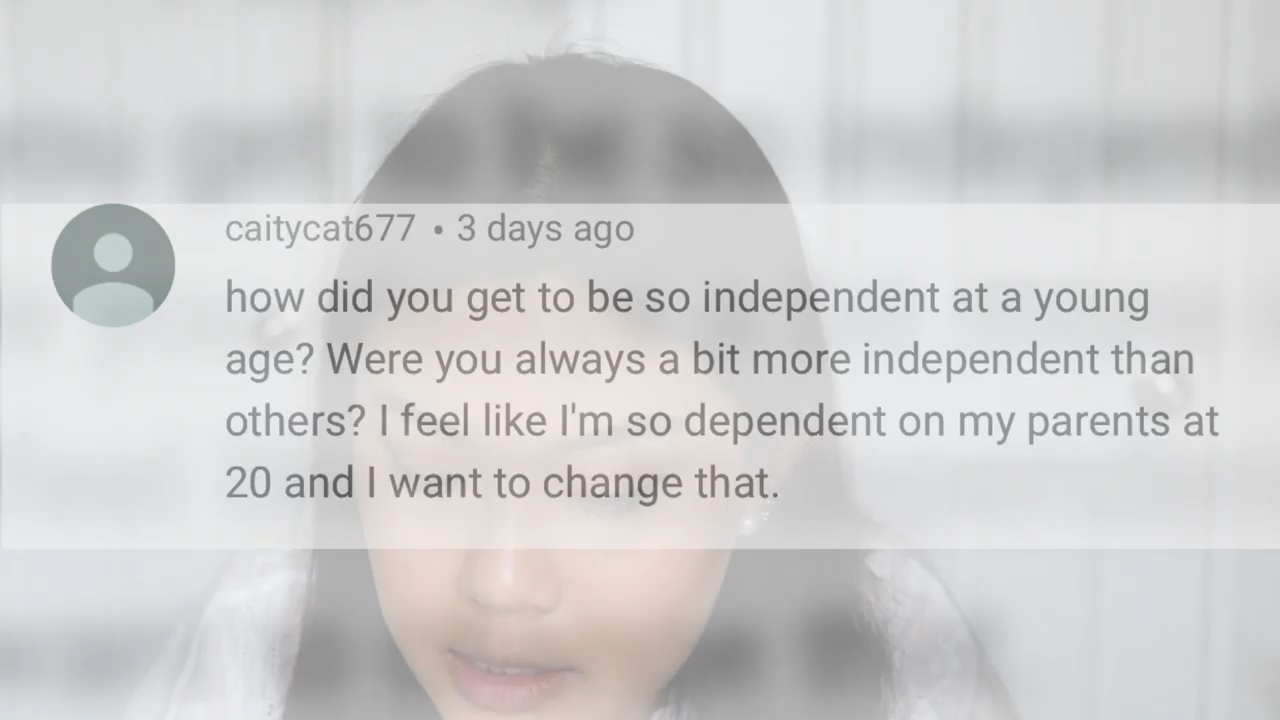 caitycat677 • 3 days ago
how did you get to be so independent at a young
age? Were you always a bit more independent than
others? I feel like I'm so dependent on my parents at
20 and I want to change that.